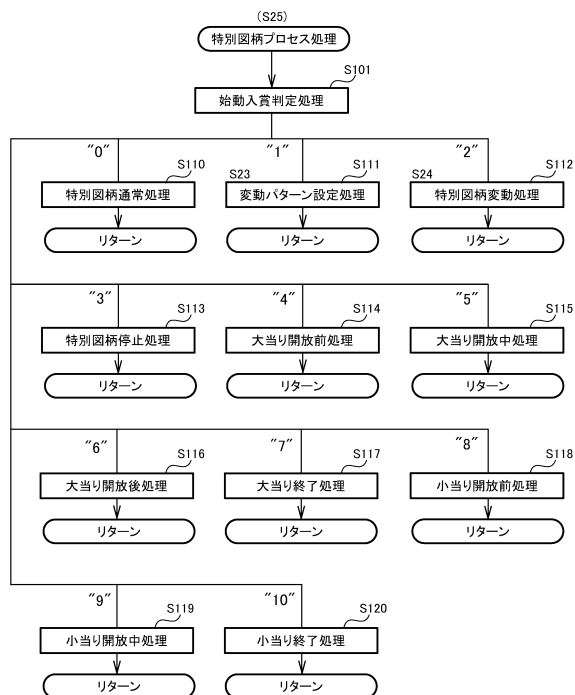 (S25)
特別図柄プロセス処理
S101
始動入賞判定処理
"0"
"1"
"2"
S110
S23
S111
S24
S112
特別図柄通常処理
変動パターン設定処理
特別図柄変動処理
リターン
リターン
リターン
"3"
"4"
"5"
S113
S114
S115
特別図柄停止処理
大当り開放前処理
大当り開放中処理
リターン
リターン
リターン
"6"
"7"
"8"
S116
S117
S118
大当り開放後処理
大当り終了処理
小当り開放前処理
リターン
リターン
リターン
"9"
"10"
S119
S120
小当り開放中処理
小当り終了処理
リターン
リターン